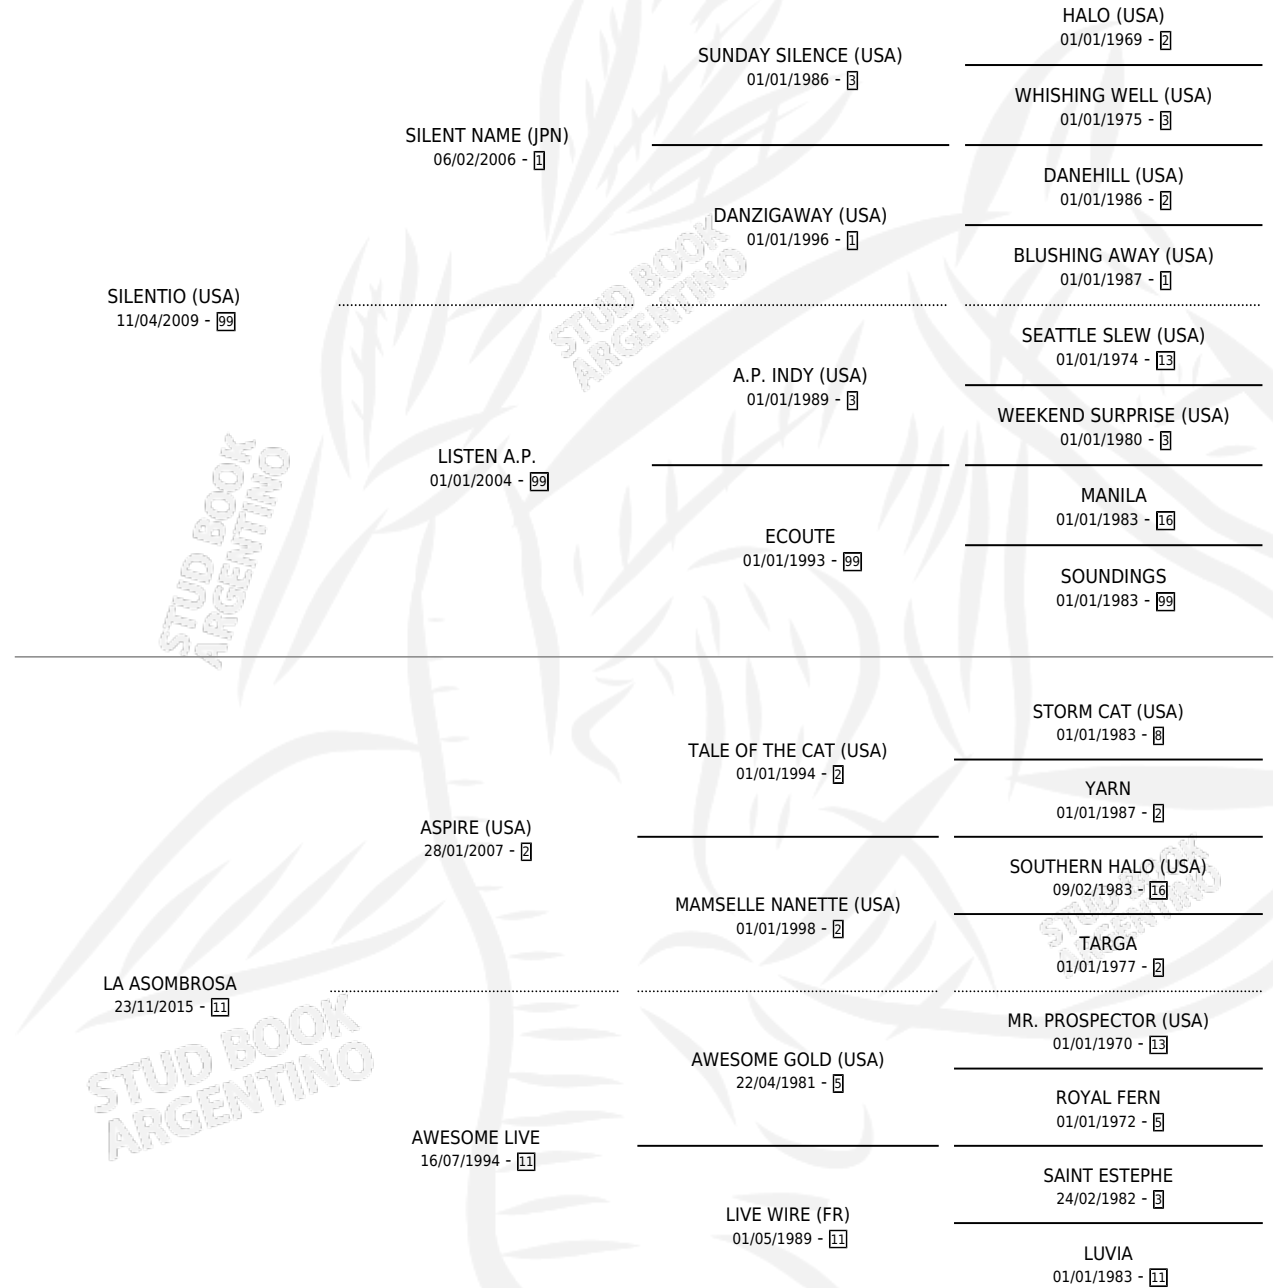 HALO (USA)
01/01/1969 - 2
SUNDAY SILENCE (USA)
01/01/1986 - 3
WHISHING WELL (USA)
01/01/1975 - 3
SILENT NAME (JPN)
06/02/2006 - 1
DANEHILL (USA)
01/01/1986 - 2
DANZIGAWAY (USA)
01/01/1996 - 1
BLUSHING AWAY (USA)
01/01/1987 - 1
SILENTIO (USA)
11/04/2009 - 99
SEATTLE SLEW (USA)
01/01/1974 - 13
A.P. INDY (USA)
01/01/1989 - 3
WEEKEND SURPRISE (USA)
01/01/1980 - 3
LISTEN A.P.
01/01/2004 - 99
MANILA
01/01/1983 - 16
ECOUTE
01/01/1993 - 99
SOUNDINGS
01/01/1983 - 99
STORM CAT (USA)
01/01/1983 - 8
TALE OF THE CAT (USA)
01/01/1994 - 2
YARN
01/01/1987 - 2
ASPIRE (USA)
28/01/2007 - 2
SOUTHERN HALO (USA)
09/02/1983 - 16
MAMSELLE NANETTE (USA)
01/01/1998 - 2
TARGA
01/01/1977 - 2
LA ASOMBROSA
23/11/2015 - 11
MR. PROSPECTOR (USA)
01/01/1970 - 13
AWESOME GOLD (USA)
22/04/1981 - 5
ROYAL FERN
01/01/1972 - 5
AWESOME LIVE
16/07/1994 - 11
SAINT ESTEPHE
24/02/1982 - 3
LIVE WIRE (FR)
01/05/1989 - 11
LUVIA
01/01/1983 - 11
STUD BOOK
ARGENTINO
STUD BOOK
ARGENTINO
STUD BOOK
ARGENTINO
STUD BOOK
ARGENTINO